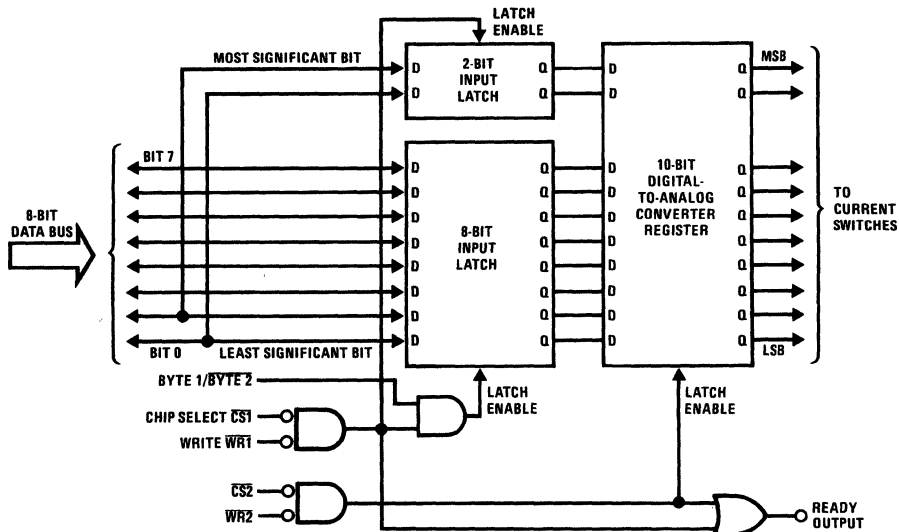 LATCH
ENABLE
MOST SIGNIFICANT BIT
D
D
2-BIT
INPUT
LATCH
Q
Q
D
D
Q
Q
MSB
BIT 7
8-BIT
DATA BUS
D
D
D
D
D
D
D
D
8-BIT
INPUT
LATCH
Q
Q
Q
Q
Q
Q
Q
Q
D
D
D
D
D
D
D
D
10-BIT
DIGITAL-
TO-ANALOG
CONVERTER
REGISTER
Q
Q
Q
Q
Q
Q
Q
Q
TO
CURRENT
SWITCHES
BIT 0
LEAST SIGNIFICANT BIT
LSB
BYTE 1/BYTE 2
LATCH
ENABLE
LATCH
ENABLE
CHIP SELECT CS1
WRITE WR1
CS2
WR2
READY
OUTPUT